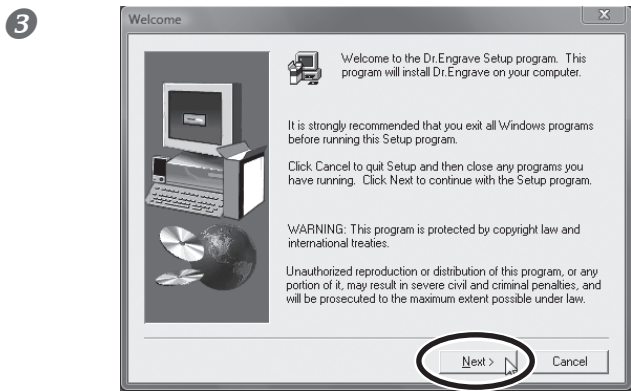 3
Welcome
Welcome to the Dr.Engrave Setup program. This
program will install Dr.Engrave on your computer.
It is strongly recommended that you exit all Windows programs
before running this Setup program.
Click Cancel to quit Setup and then close any programs you
have running. Click Next to continue with the Setup program.
WARNING: This program is protected by copyright law and
international treaties.
Unauthorized reproduction or distribution of this program, or any
portion of it, may result in severe civil and criminal penalties, and
will be prosecuted to the maximum extent possible under law.
Next > Cancel